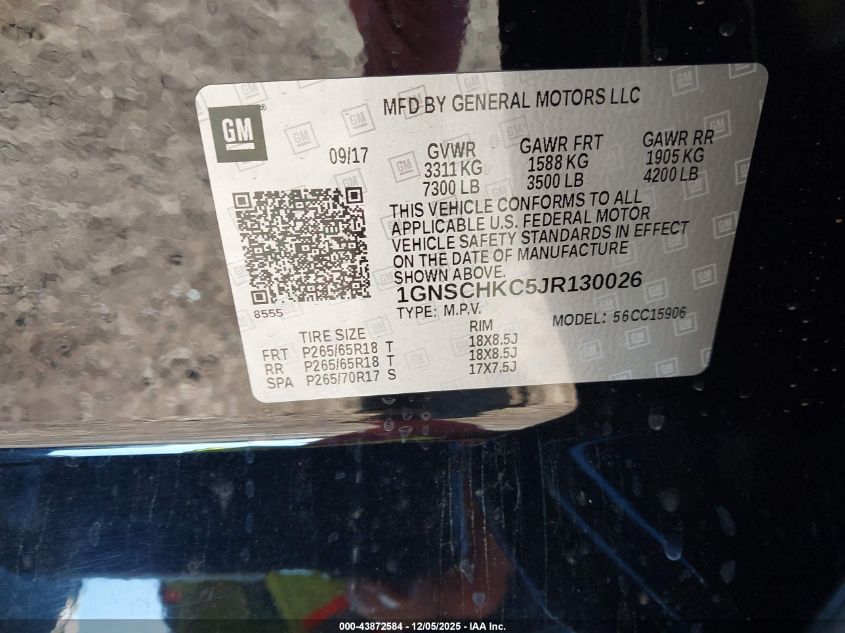 MFD BY GENERAL MOTORS LLC
GM
09/17
GVWR
3311 KG
7300 LB
GAWR FRT
1588 KG
3500 LB
GAWR RR
1905 KG
4200 LB
THIS VEHICLE CONFORMS TO ALL
APPLICABLE U.S. FEDERAL MOTOR
VEHICLE SAFETY STANDARDS IN EFFECT
ON THE DATE OF MANUFACTURE
SHOWN ABOVE.
1GNSCHKC5JR130026
TYPE: M.P.V.
MODEL: 56CC15906
8555
TIRE SIZE RIM
FRT P265/65R18 T 18X8.5J
RR P265/65R18 T 18X8.5J
SPA P265/70R17 S 17X7.5J
000-43872584 - 12/05/2025 - IAA Inc.